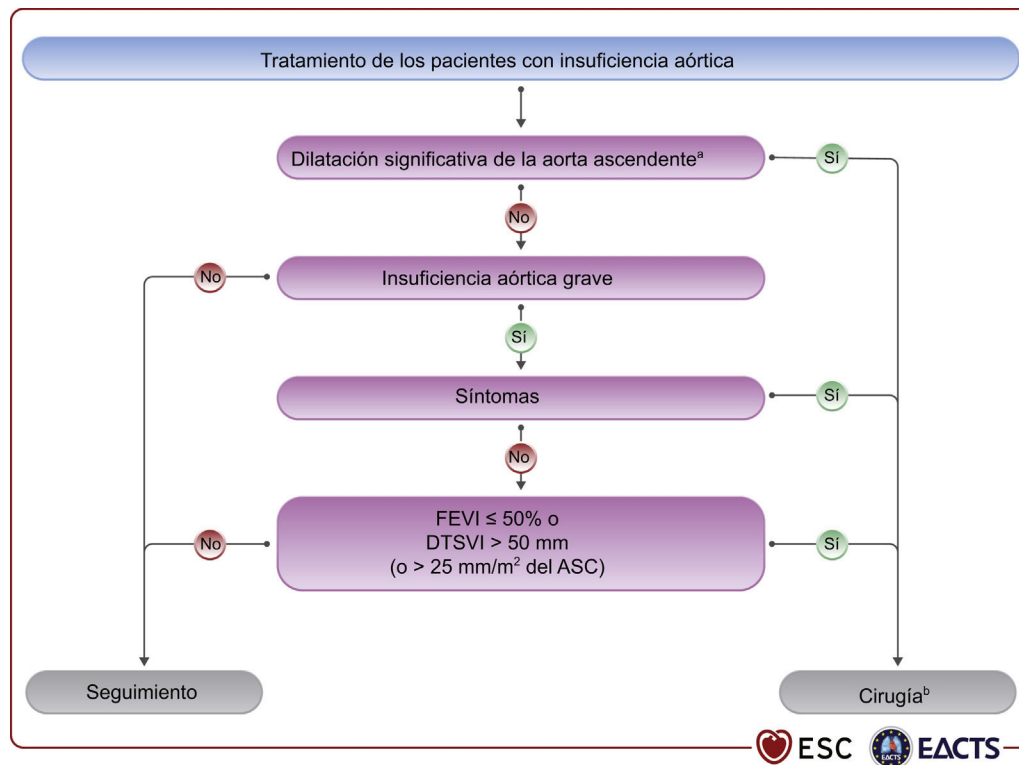 Tratamiento de los pacientes con insuficiencia aórtica
Dilatación significativa de la aorta ascendenteᵃ
Sí
No
No
Insuficiencia aórtica grave
Sí
Síntomas
Sí
No
FEVI ≤ 50% o
DTSVI > 50 mm
(o > 25 mm/m² del ASC)
No
Sí
Seguimiento
Cirugíaᵇ
ESC
EACTS
EACTS